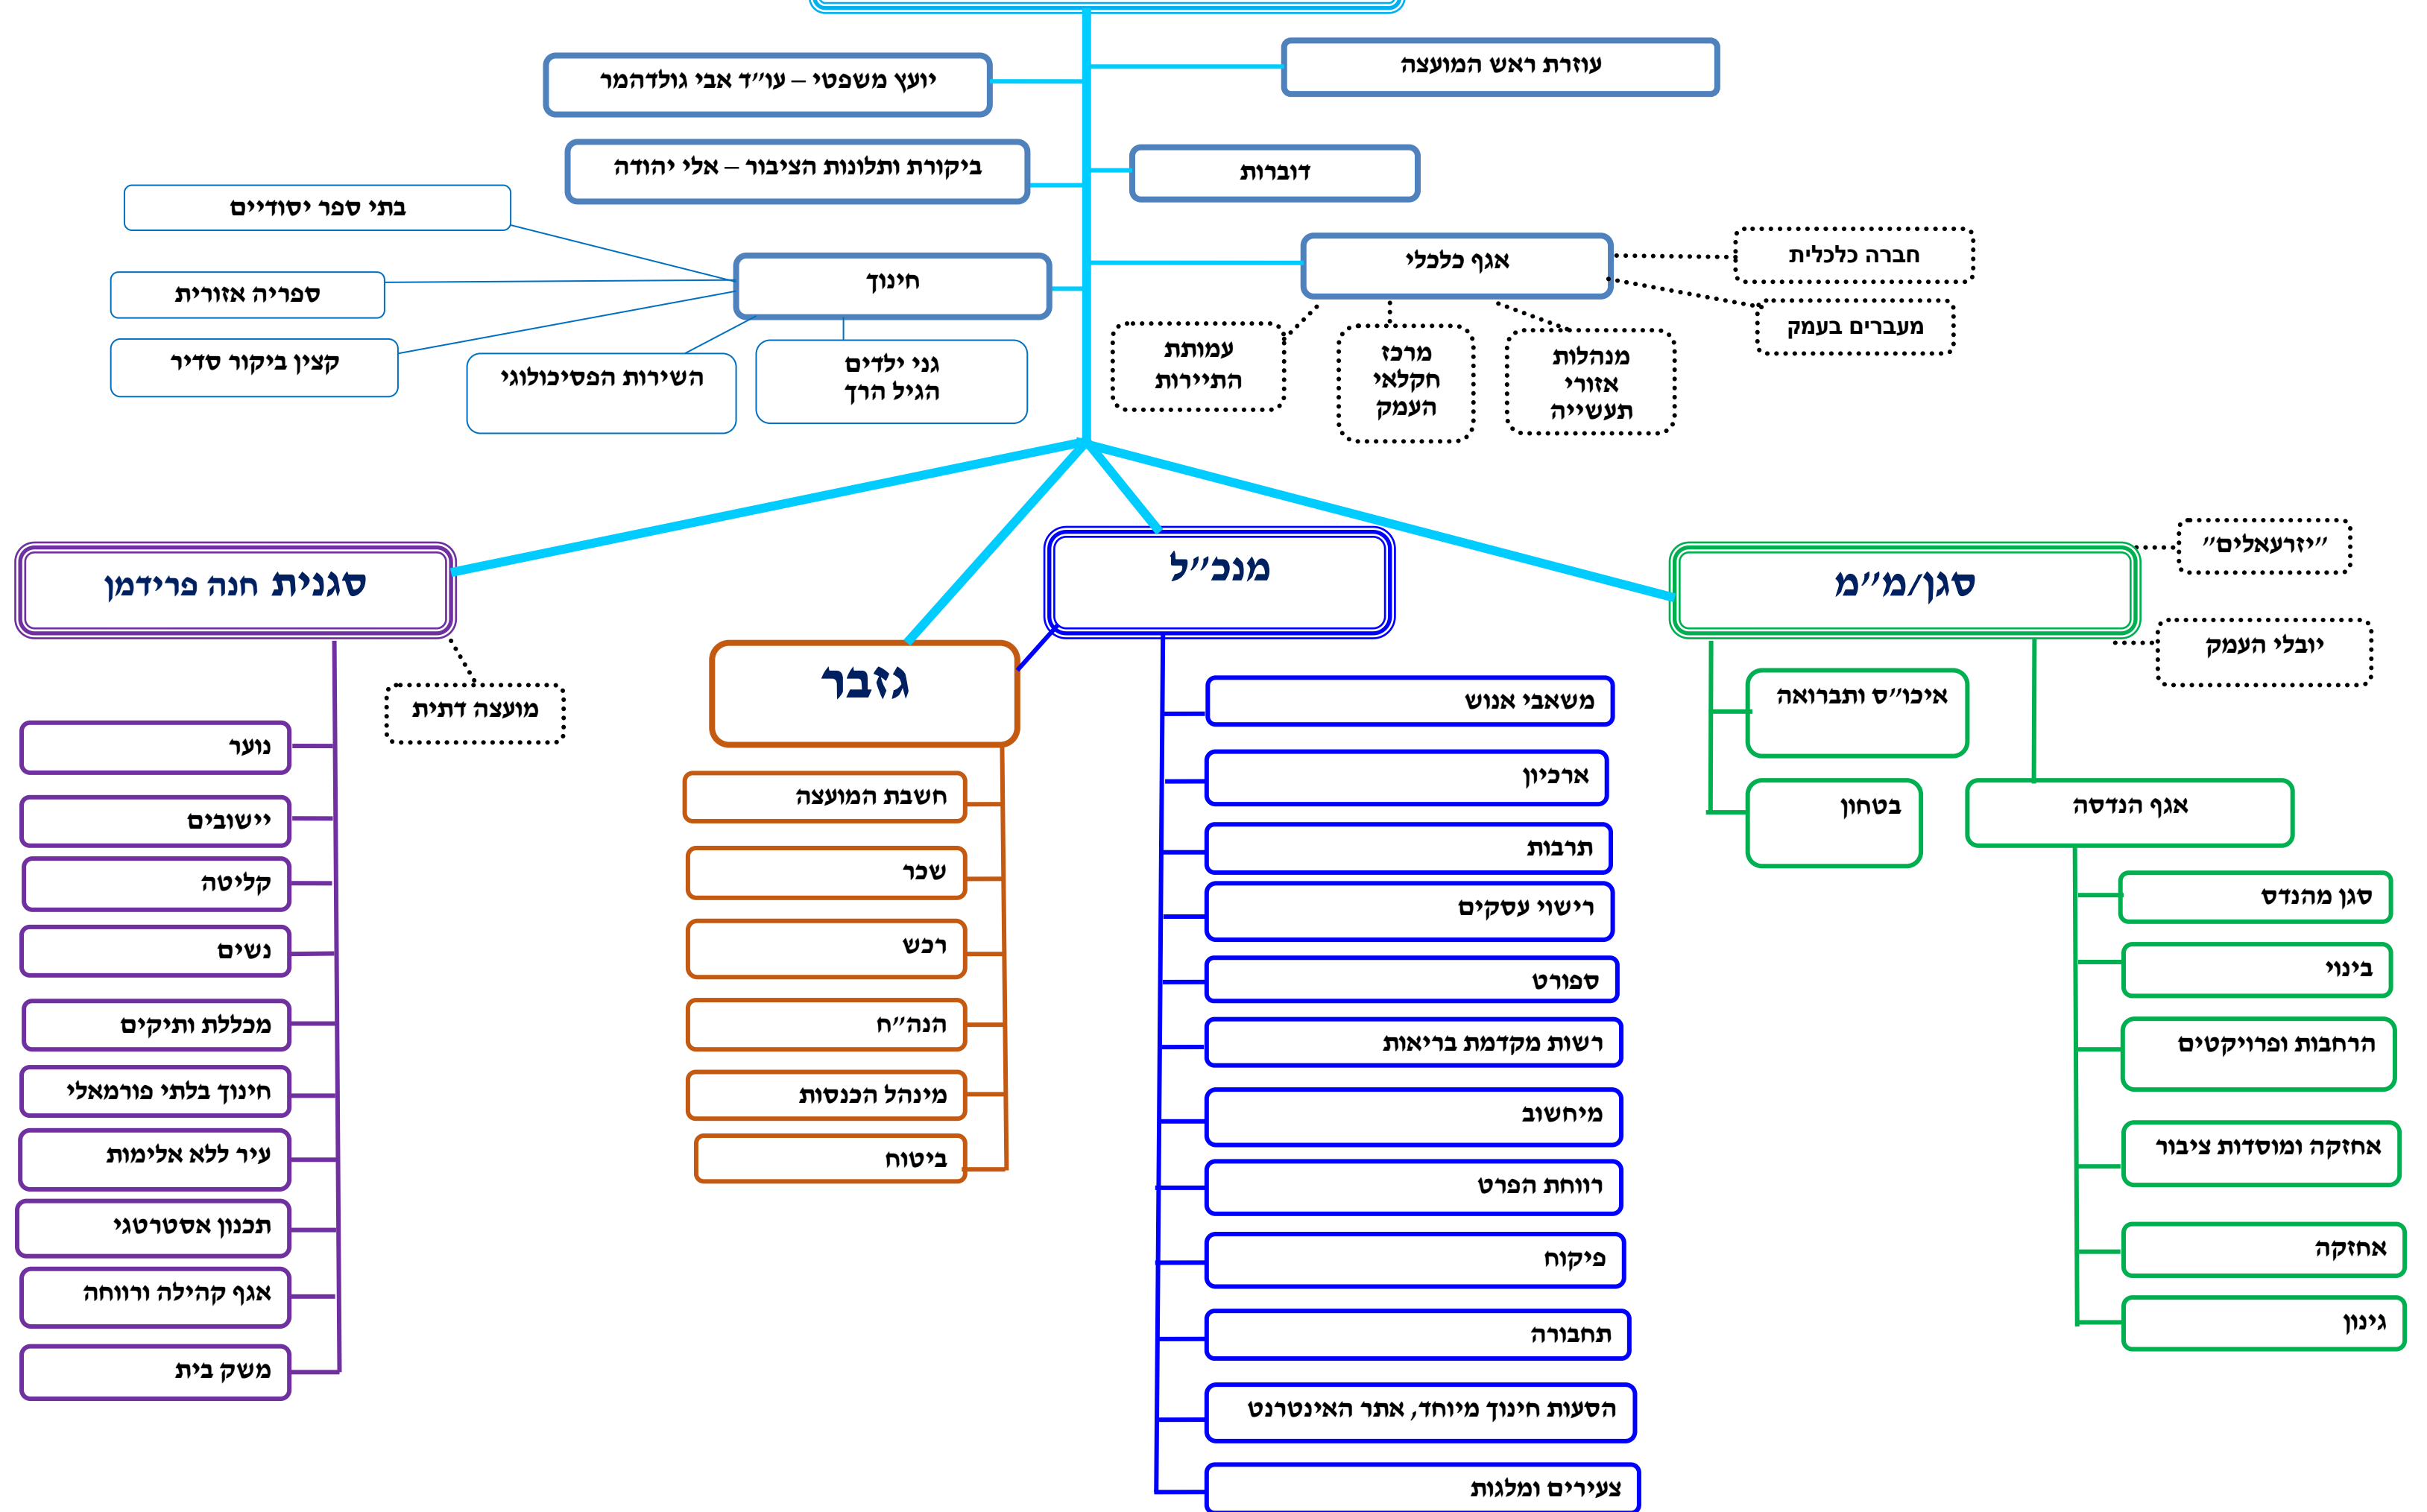 עוזרת ראש המועצה
יועץ משפטי – עו"ד אבי גולדהמר
דוברות
ביקורת ותלונות הציבור – אלי יהודה
אגף כלכלי
חברה כלכלית
מעברים בעמק
מנהלות
אזורי
תעשייה
מרכז
חקלאי
העמק
עמותת
התיירות
חינוך
בתי ספר יסודיים
ספריה אזורית
קצין ביקור סדיר
השירות הפסיכולוגי
גני ילדים
הגיל הרך
סגן/מ"מ
"יזרעאלים"
יובלי העמק
איכו"ס ותברואה
בטחון
אגף הנדסה
סגן מהנדס
בינוי
הרחבות ופרויקטים
אחזקה ומוסדות ציבור
אחזקה
גינון
מנכ"ל
משאבי אנוש
ארכיון
תרבות
רישוי עסקים
ספורט
רשות מקדמת בריאות
מיחשוב
רווחת הפרט
פיקוח
תחבורה
הסעות חינוך מיוחד, אתר האינטרנט
צעירים ומלגות
גזבר
חשבת המועצה
שכר
רכש
הנה"ח
מינהל הכנסות
ביטוח
סגנית חנה פרידמן
מועצה דתית
נוער
יישובים
קליטה
נשים
מכללת ותיקים
חינוך בלתי פורמאלי
עיר ללא אלימות
תכנון אסטרטגי
אגף קהילה ורווחה
משק בית